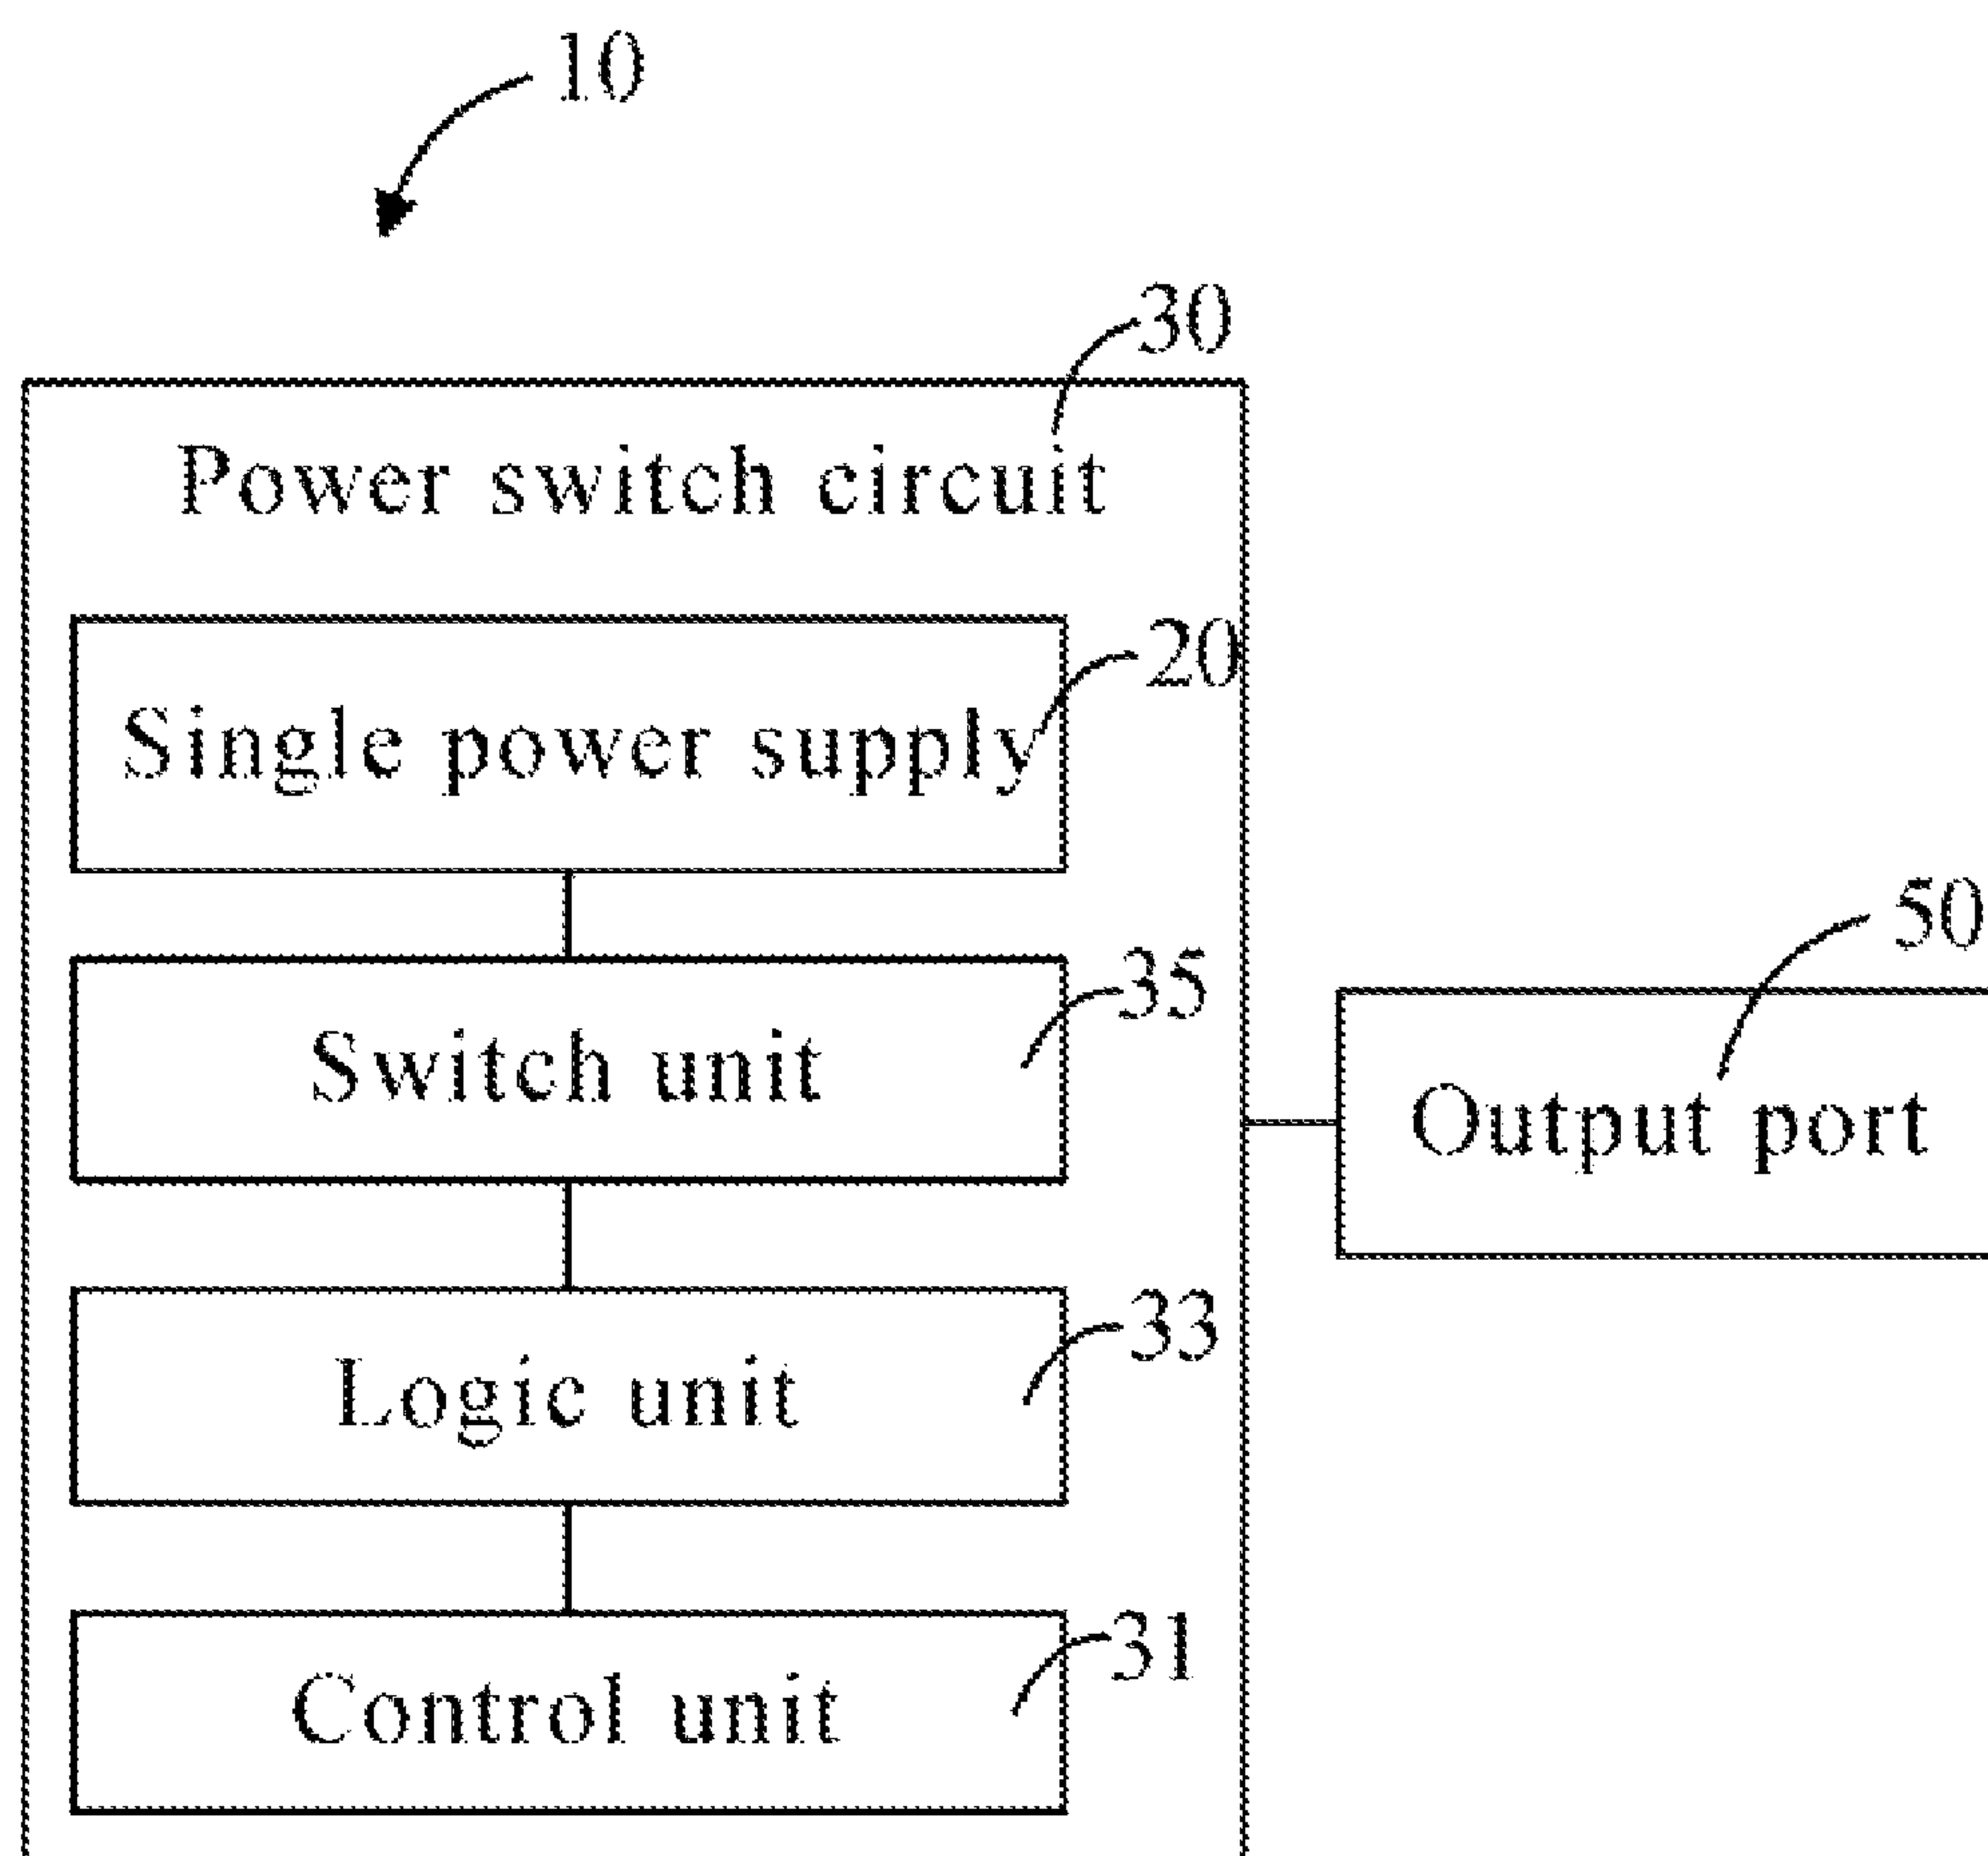 10
30
Power switch circuit
20
Single power supply
50
35
Switch unit
Output port
33
Logic unit
31
Control unit